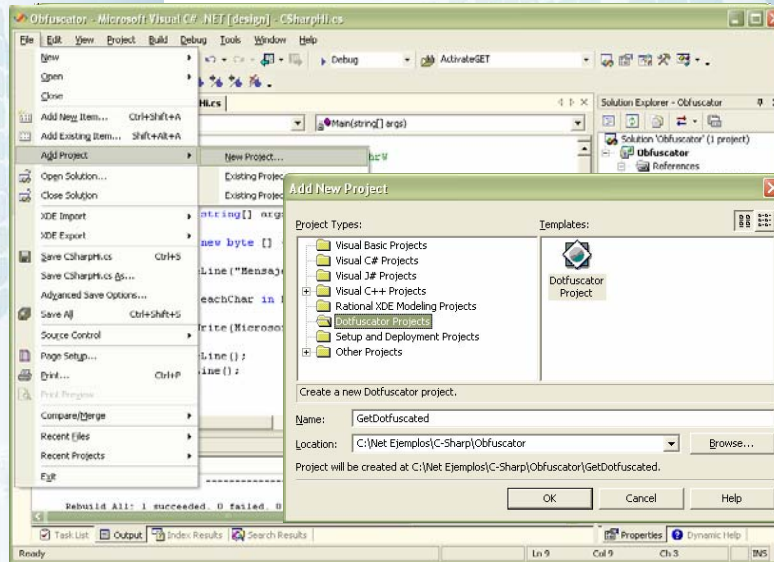 Obfuscator - Microsoft Visual C# .NET [design] - CSharpHi.cs
File Edit View Project Build Debug Tools Window Help
New
Open
Close
Add New Item... Ctrl+Shift+A
Add Existing Item... Shift+Alt+A
Add Project
Open Solution...
Close Solution
XDE Import
XDE Export
Save CSharpHi.cs Ctrl+S
Save CSharpHi.cs As...
Advanced Save Options...
Save All Ctrl+Shift+S
Source Control
Page Setup...
Print... Ctrl+P
Print Preview
Compare/Merge
Recent Files
Recent Projects
Exit
New Project...
Existing Projec
Existing Projec
Debug
ActivateGET
Hi.cs
Main(string[] args)
string[] arg
new byte []
Line("Mensaje
eachChar in
Write(Microso
Line();
ine();
Solution Explorer - Obfuscator
Solution 'Obfuscator' (1 project)
Obfuscator
References
Add New Project
Project Types:
Templates:
Visual Basic Projects
Visual C# Projects
Visual J# Projects
Visual C++ Projects
Rational XDE Modeling Projects
Dotfuscator Projects
Setup and Deployment Projects
Other Projects
Dotfuscator
Project
Create a new Dotfuscator project.
Name: GetDotfuscated
Location: C:\Net Ejemplos\C-Sharp\Obfuscator
Browse...
Project will be created at C:\Net Ejemplos\C-Sharp\Obfuscator\GetDotfuscated.
OK Cancel Help
Rebuild All: 1 succeeded, 0 failed, 0
Task List Output Index Results Search Results
Properties Dynamic Help
Ready Ln 9 Col 9 Ch 3 INS